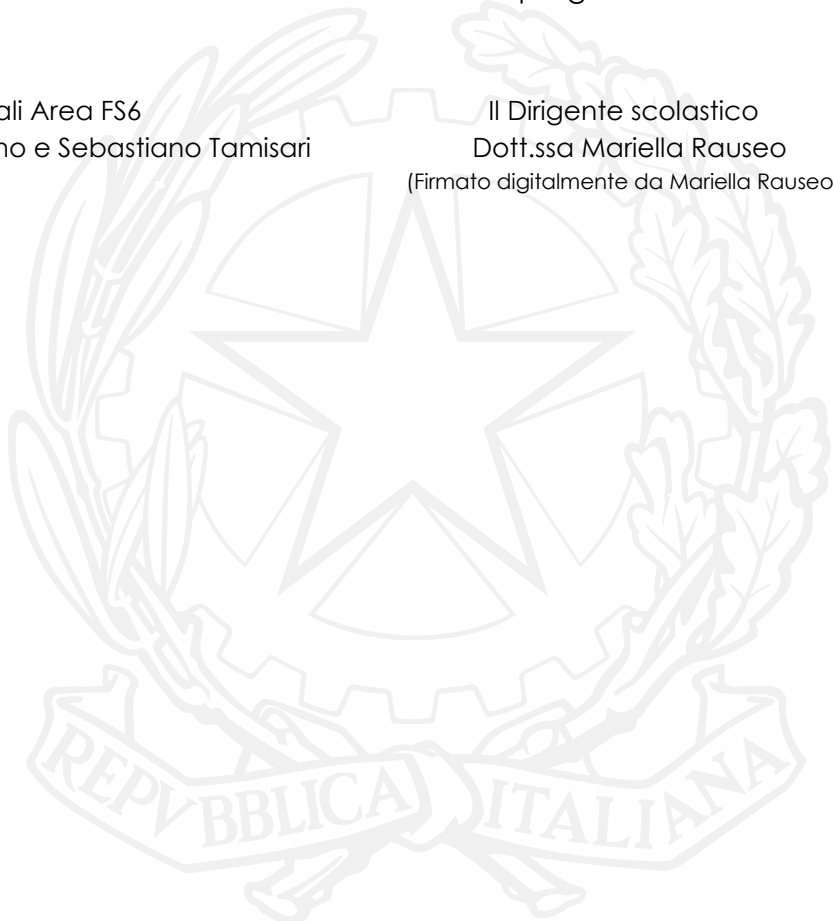 ali Area FS6
Il Dirigente scolastico
no e Sebastiano Tamisari
Dott.ssa Mariella Rauseo
(Firmato digitalmente da Mariella Rauseo
REPVBBLICA ITALIANA